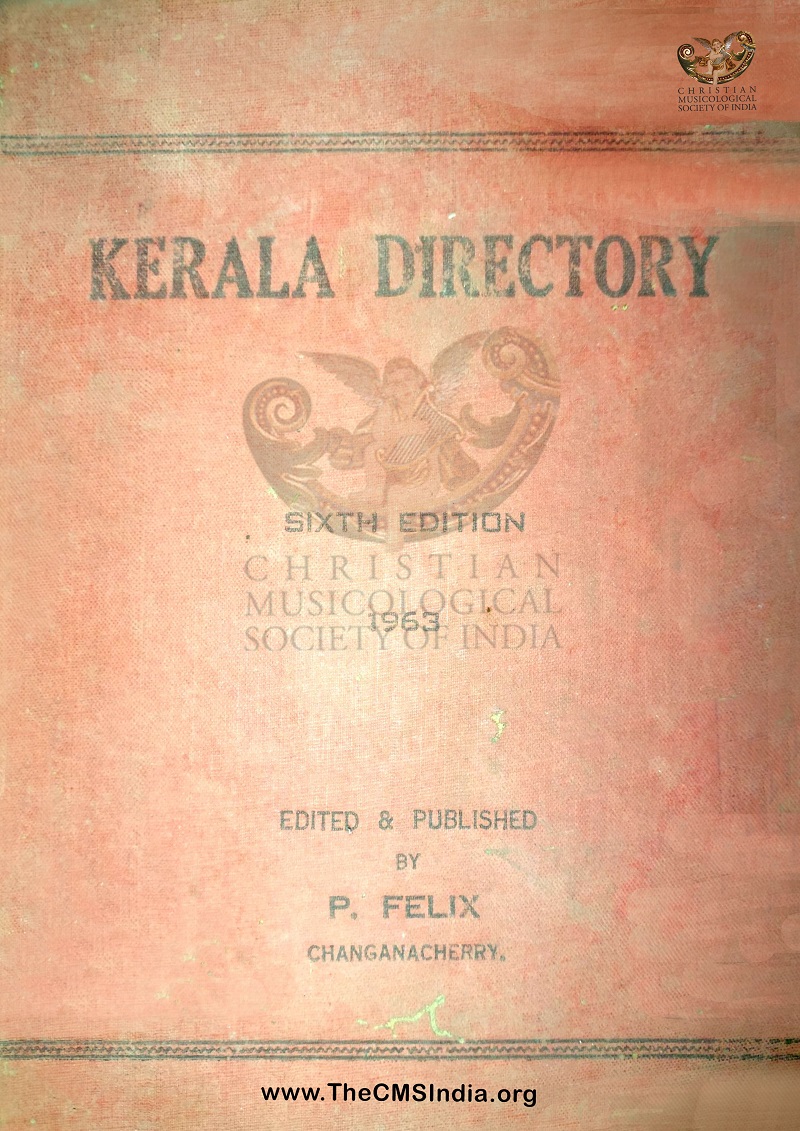 CHRISTIAN
MUSICOLOGICAL
SOCIETY OF INDIA
KERALA DIRECTORY
SIXTH EDITION
CHRISTIAN
MUSICOLOGICAL
1963
SOCIETY OF INDIA
EDITED & PUBLISHED
BY
P. FELIX
CHANGANACHERRY.
www.TheCMSIndia.org